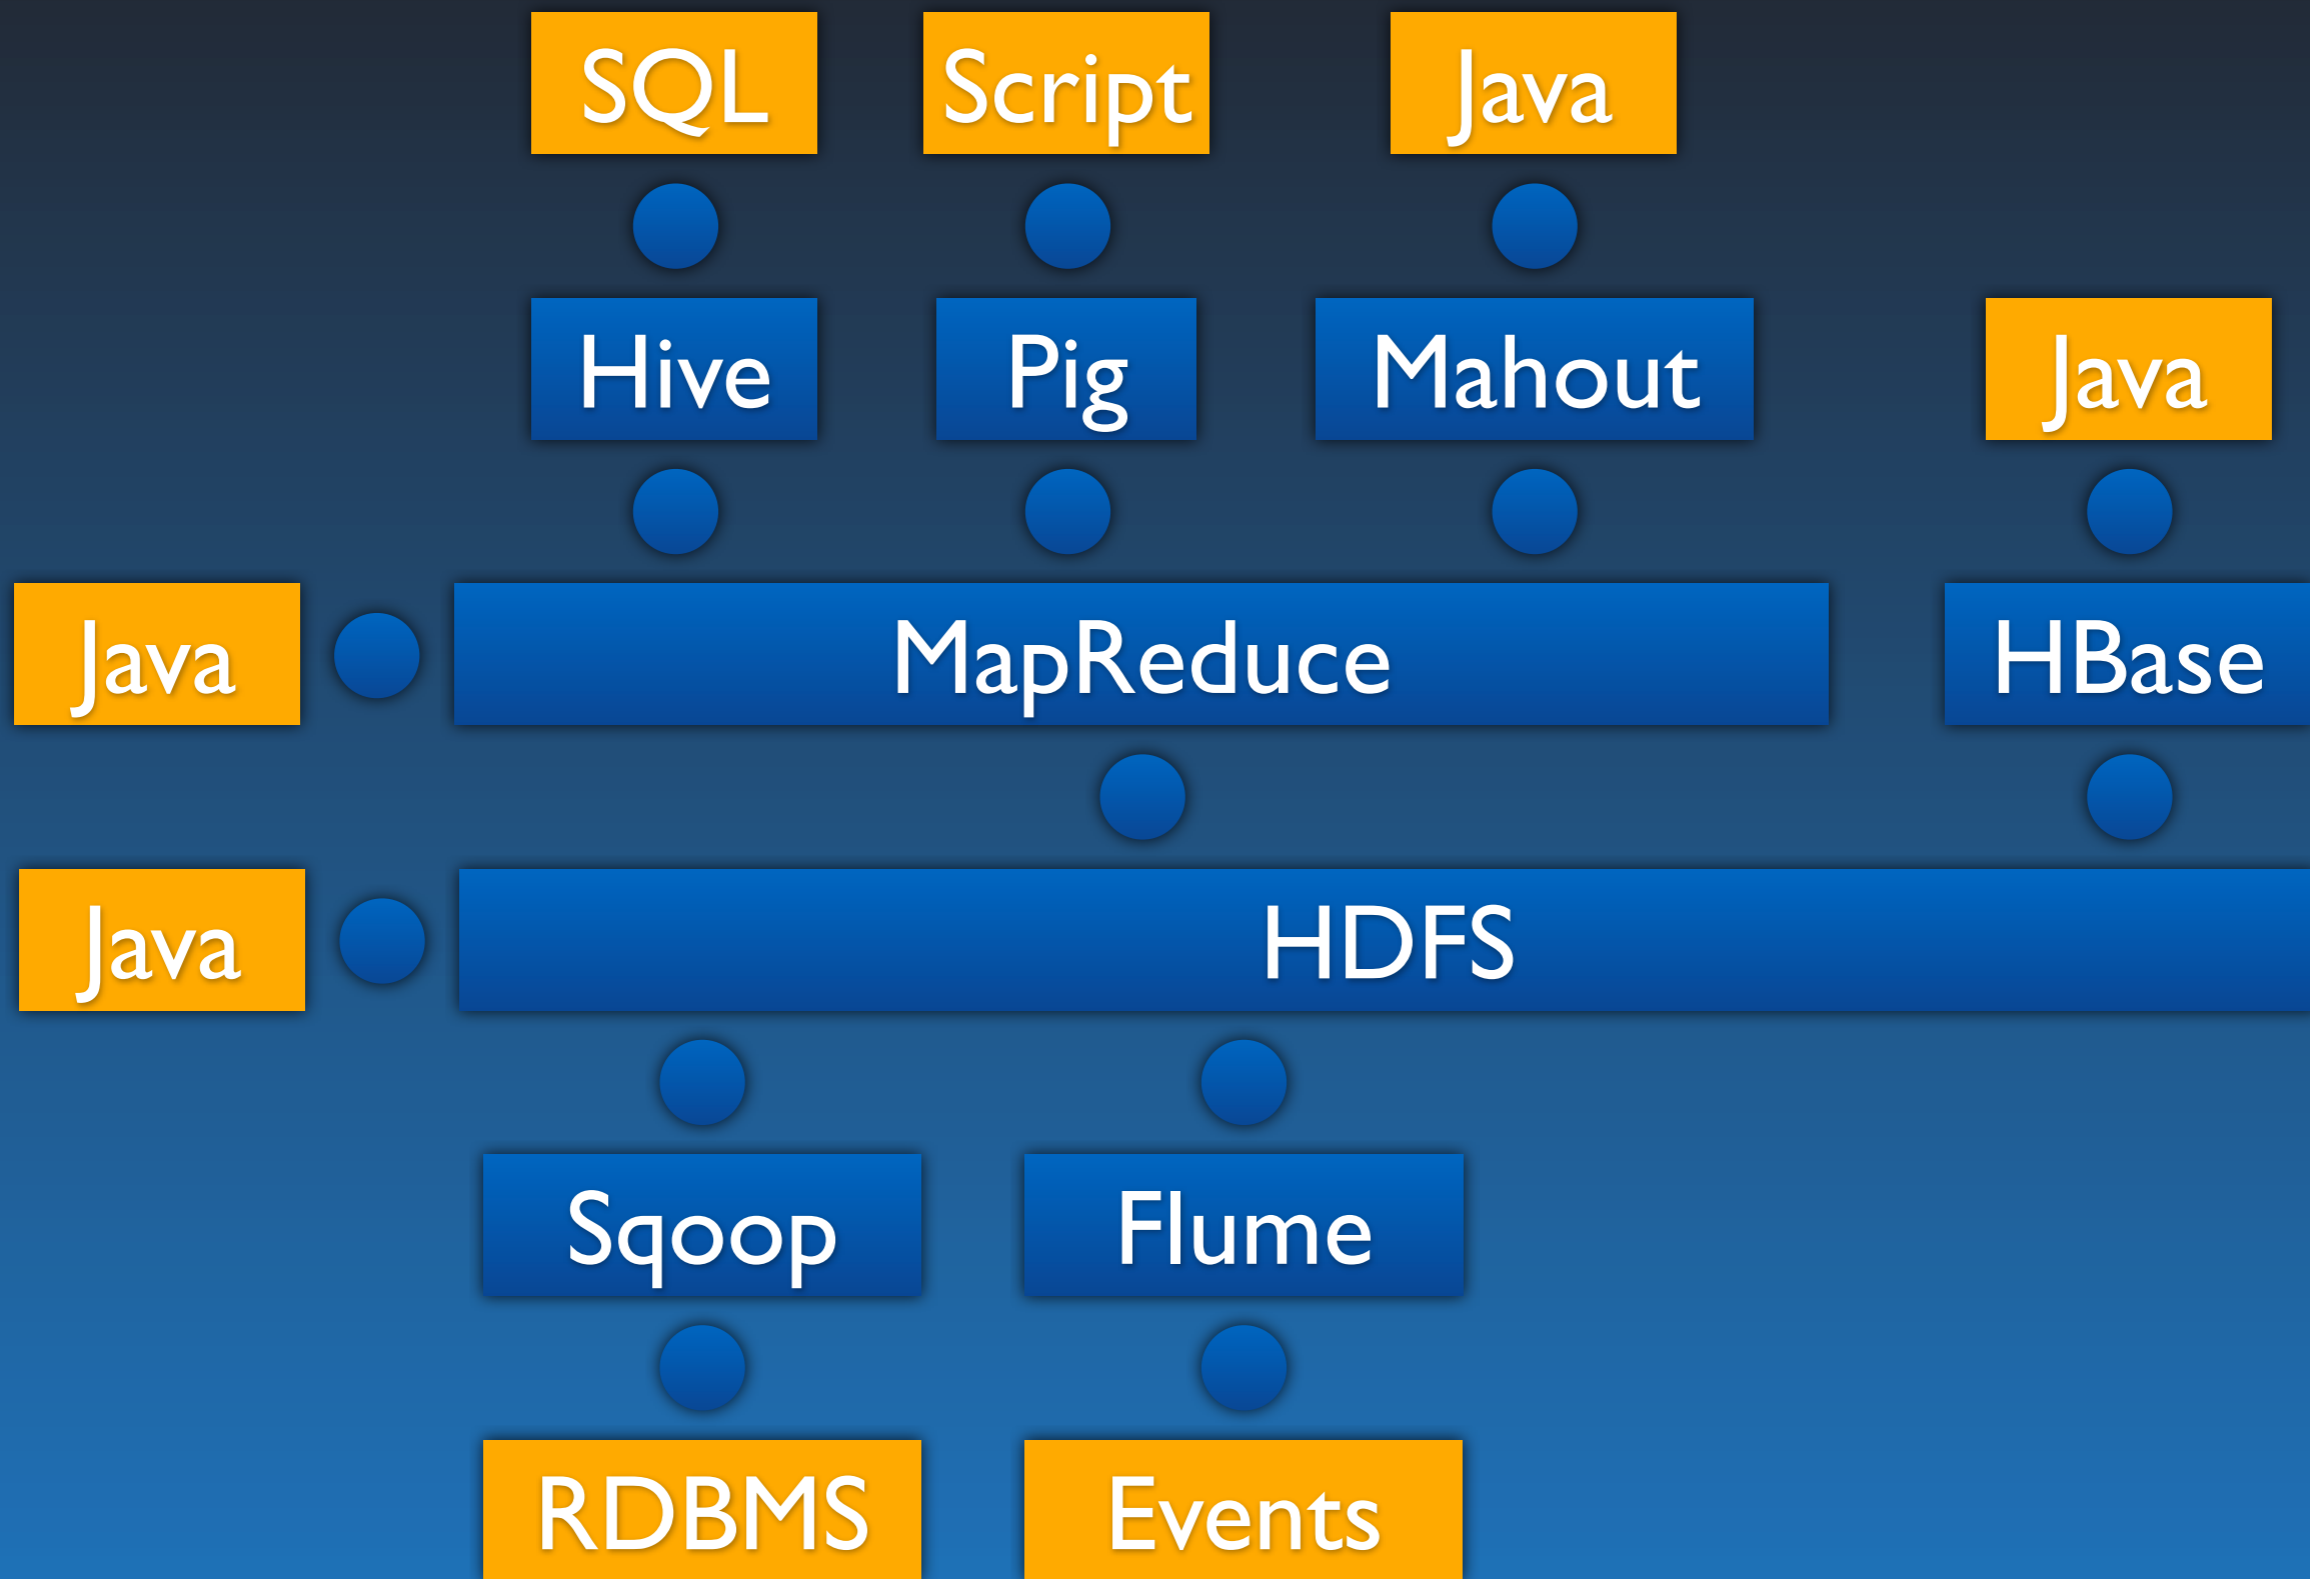 SQL
Script
Java
Hive
Pig
Mahout
Java
Java
MapReduce
HBase
Java
HDFS
Sqoop
Flume
RDBMS
Events